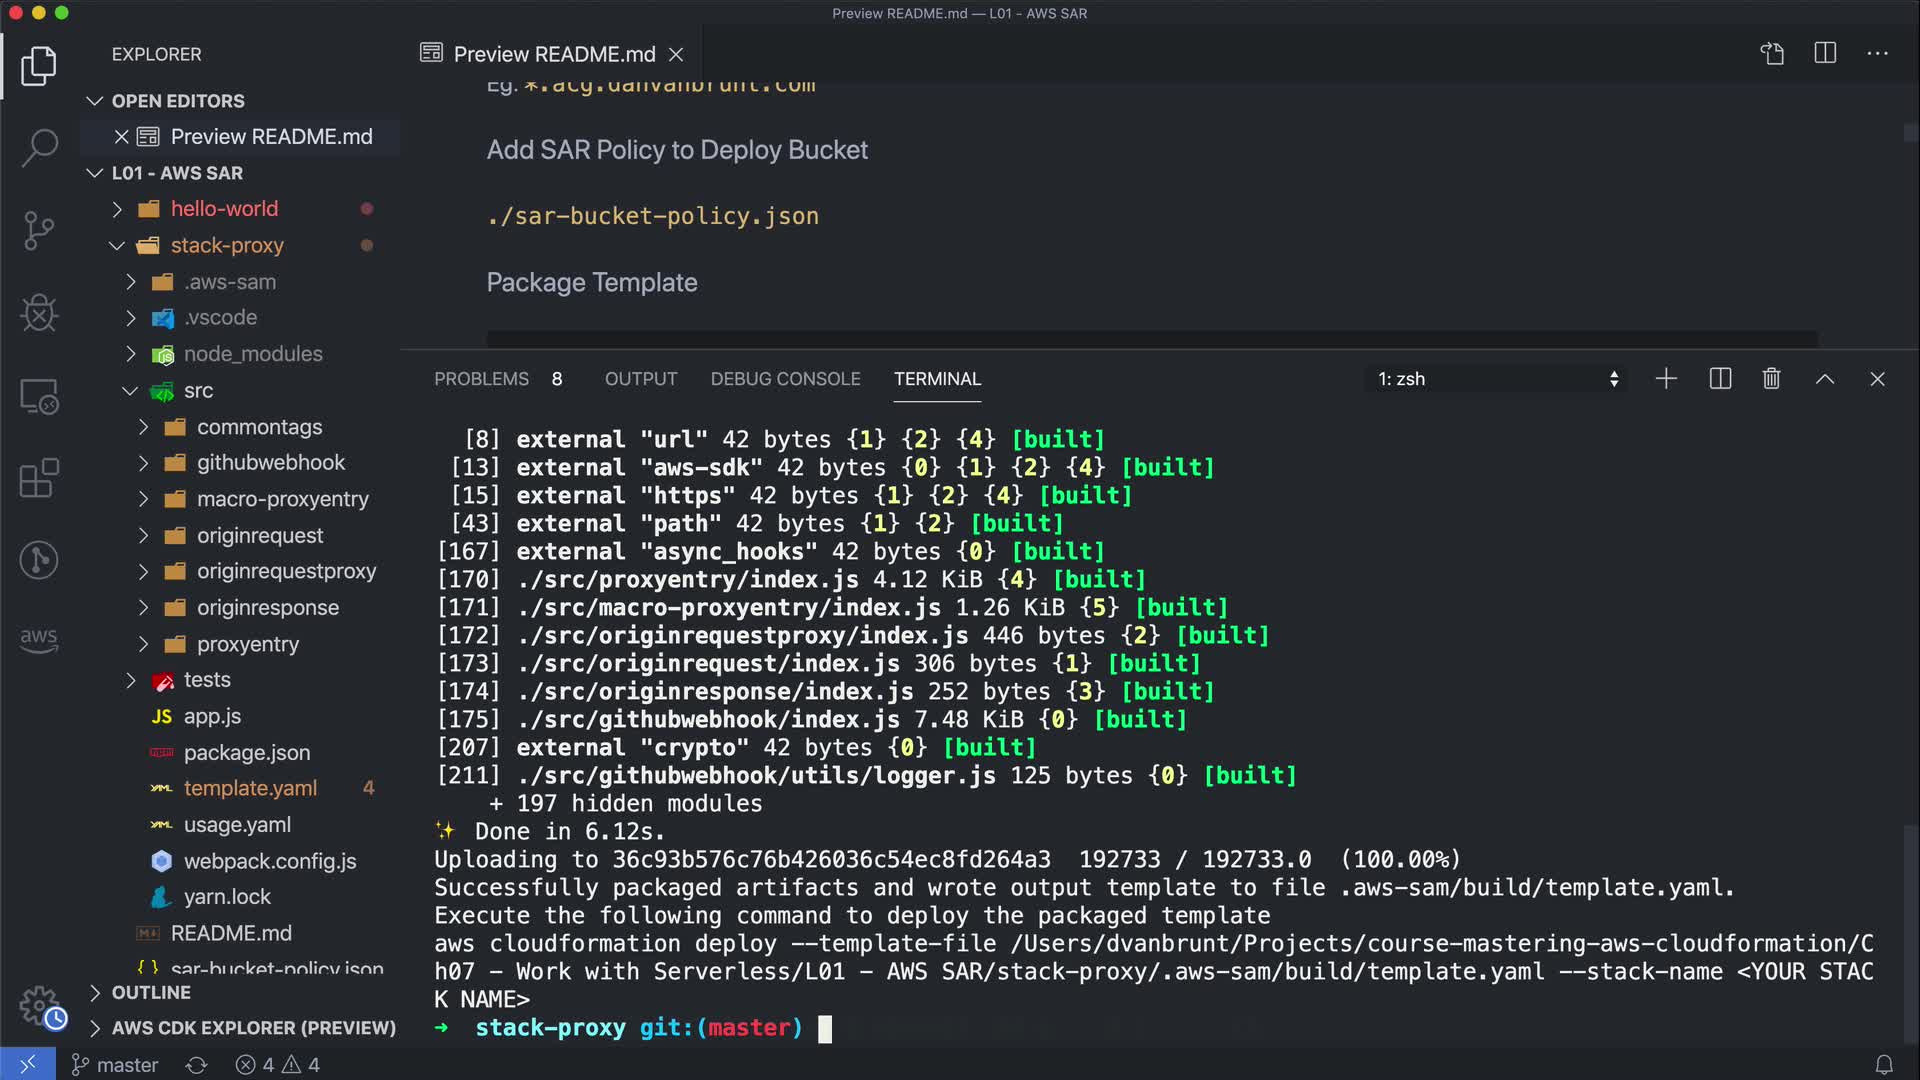 Preview README.md — L01 - AWS SAR
EXPLORER
OPEN EDITORS
Preview README.md
L01 - AWS SAR
hello-world
stack-proxy
.aws-sam
.vscode
node_modules
src
commontags
githubwebhook
macro-proxyentry
originrequest
originrequestproxy
originresponse
proxyentry
tests
JS app.js
package.json
template.yaml 4
usage.yaml
webpack.config.js
yarn.lock
README.md
sar-bucket-policy.json
OUTLINE
AWS CDK EXPLORER (PREVIEW)
aws
Preview README.md
Eg. *.acg.danvanbrunt.com
Add SAR Policy to Deploy Bucket
./sar-bucket-policy.json
Package Template
PROBLEMS 8 OUTPUT DEBUG CONSOLE TERMINAL 1: zsh
[8] external "url" 42 bytes {1} {2} {4} [built]
[13] external "aws-sdk" 42 bytes {0} {1} {2} {4} [built]
[15] external "https" 42 bytes {1} {2} {4} [built]
[43] external "path" 42 bytes {1} {2} [built]
[167] external "async_hooks" 42 bytes {0} [built]
[170] ./src/proxyentry/index.js 4.12 KiB {4} [built]
[171] ./src/macro-proxyentry/index.js 1.26 KiB {5} [built]
[172] ./src/originrequestproxy/index.js 446 bytes {2} [built]
[173] ./src/originrequest/index.js 306 bytes {1} [built]
[174] ./src/originresponse/index.js 252 bytes {3} [built]
[175] ./src/githubwebhook/index.js 7.48 KiB {0} [built]
[207] external "crypto" 42 bytes {0} [built]
[211] ./src/githubwebhook/utils/logger.js 125 bytes {0} [built]
+ 197 hidden modules
✨ Done in 6.12s.
Uploading to 36c93b576c76b426036c54ec8fd264a3 192733 / 192733.0 (100.00%)
Successfully packaged artifacts and wrote output template to file .aws-sam/build/template.yaml.
Execute the following command to deploy the packaged template
aws cloudformation deploy --template-file /Users/dvanbrunt/Projects/course-mastering-aws-cloudformation/C
h07 - Work with Serverless/L01 - AWS SAR/stack-proxy/.aws-sam/build/template.yaml --stack-name <YOUR STAC
K NAME>
➜ stack-proxy git:(master)
master 4 4